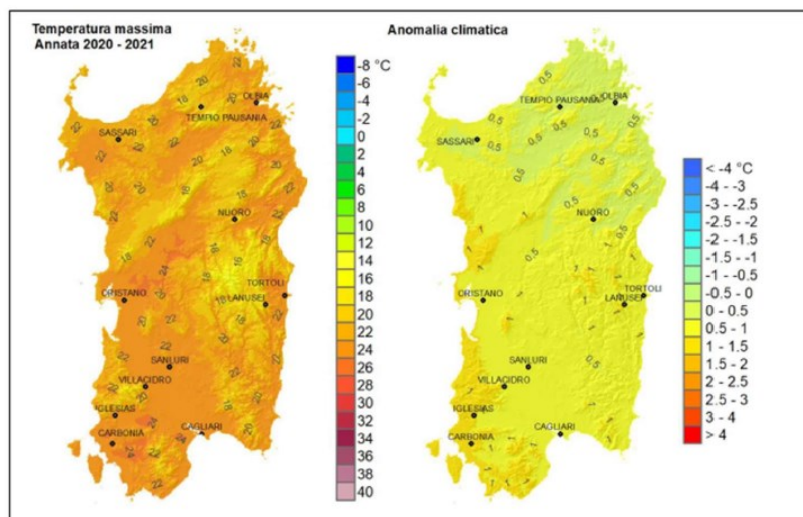 Temperatura massima
Annata 2020 - 2021
-8 °C
-6
-4
-2
0
2
4
6
8
10
12
14
16
18
20
22
24
26
28
30
32
34
36
38
40
OLBIA
TEMPIO PAUSANIA
SASSARI
NUORO
ORISTANO
TORTOLI
LANUSEI
SANLURI
VILLACIDRO
IGLESIAS
CARBONIA
CAGLIARI
Anomalia climatica
< -4 °C
-4 - -3
-3 - -2.5
-2.5 - -2
-2 - -1.5
-1.5 - -1
-1 - -0.5
-0.5 - 0
0 - 0.5
0.5 - 1
1 - 1.5
1.5 - 2
2 - 2.5
2.5 - 3
3 - 4
> 4
OLBIA
TEMPIO PAUSANIA
SASSARI
NUORO
ORISTANO
TORTOLI
LANUSEI
SANLURI
VILLACIDRO
IGLESIAS
CARBONIA
CAGLIARI